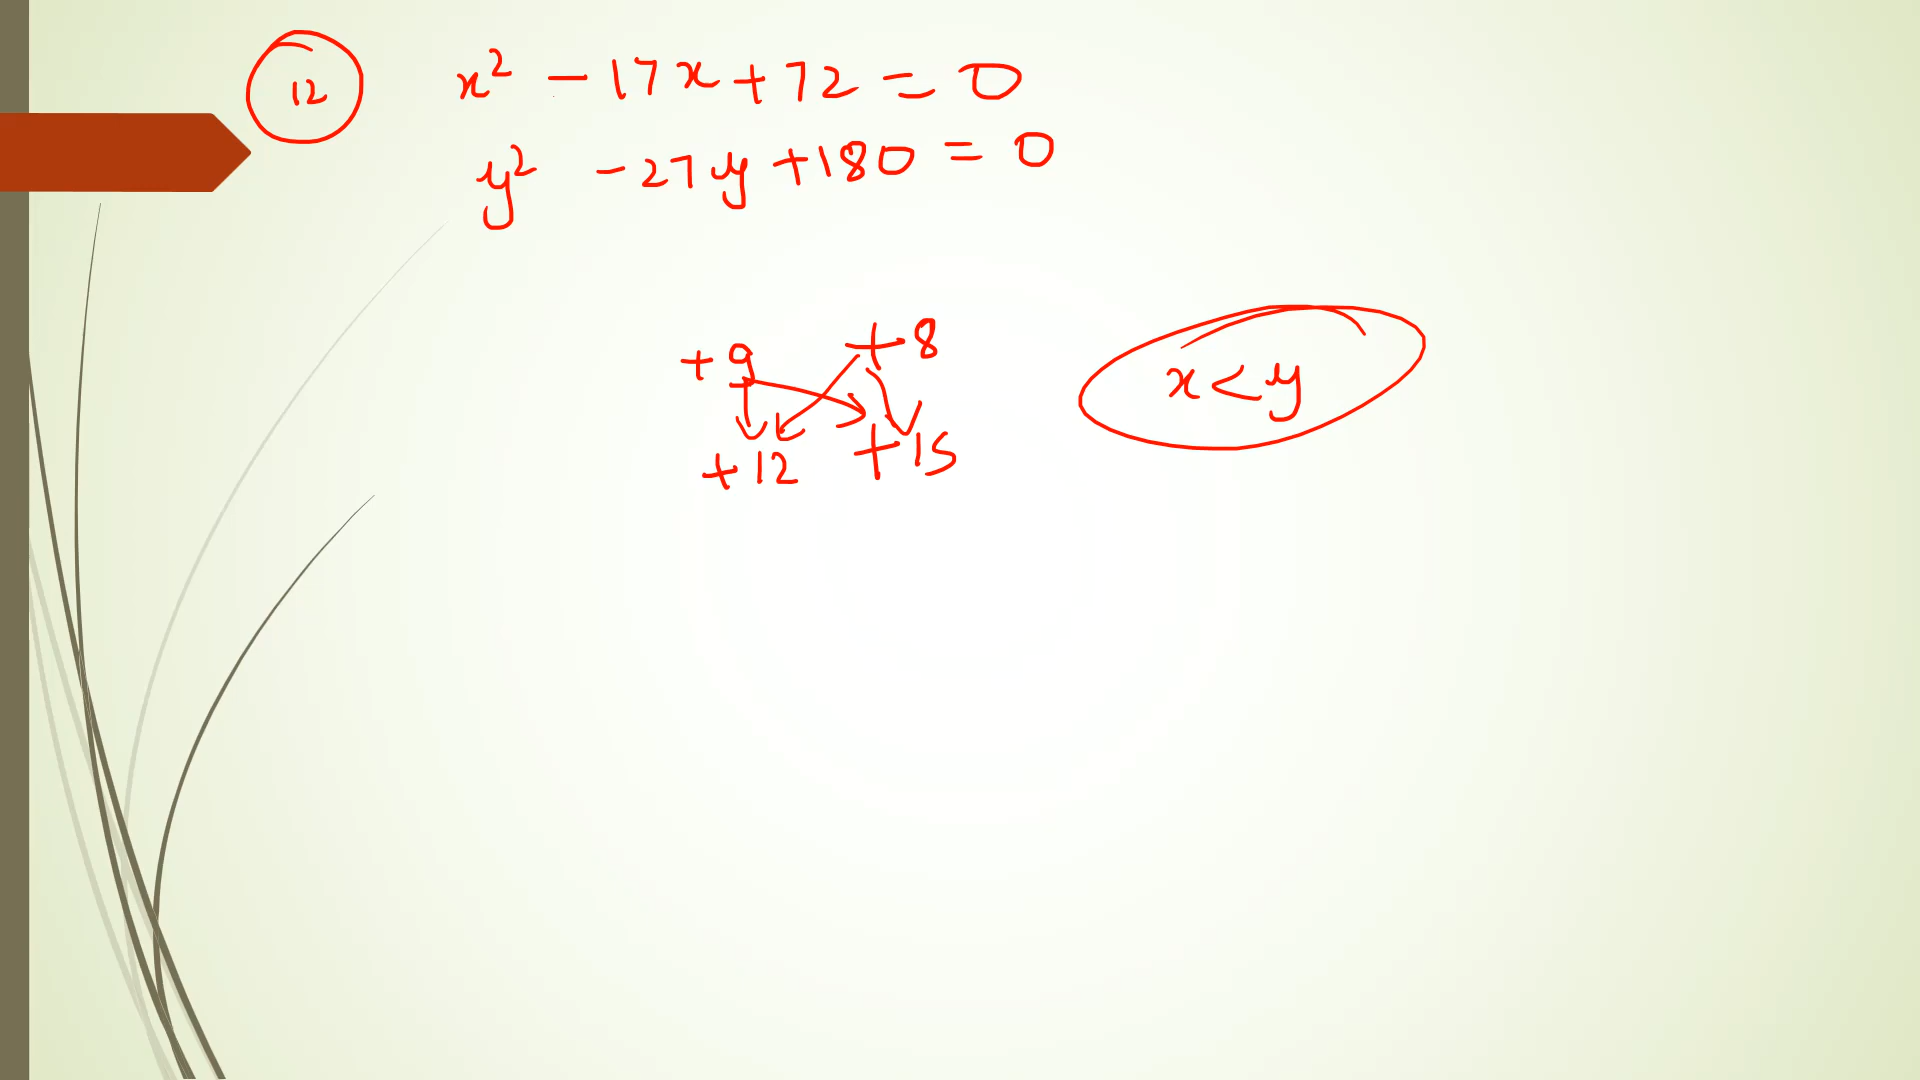 12
x² - 17x + 72 = 0
y² - 27y + 180 = 0
+9 +8
x < y
+12 +15